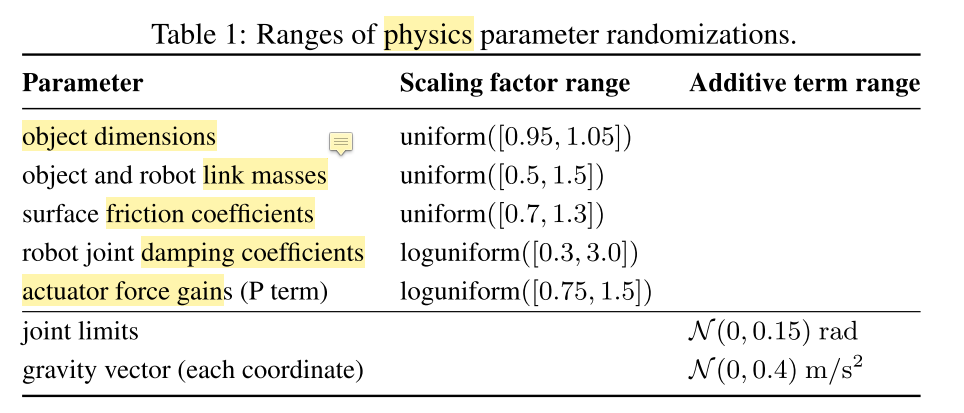 Table 1: Ranges of physics parameter randomizations.
Parameter Scaling factor range Additive term range
object dimensions uniform([0.95, 1.05])
object and robot link masses uniform([0.5, 1.5])
surface friction coefficients uniform([0.7, 1.3])
robot joint damping coefficients loguniform([0.3, 3.0])
actuator force gains (P term) loguniform([0.75, 1.5])
joint limits 𝒩(0, 0.15) rad
gravity vector (each coordinate) 𝒩(0, 0.4) m/s²